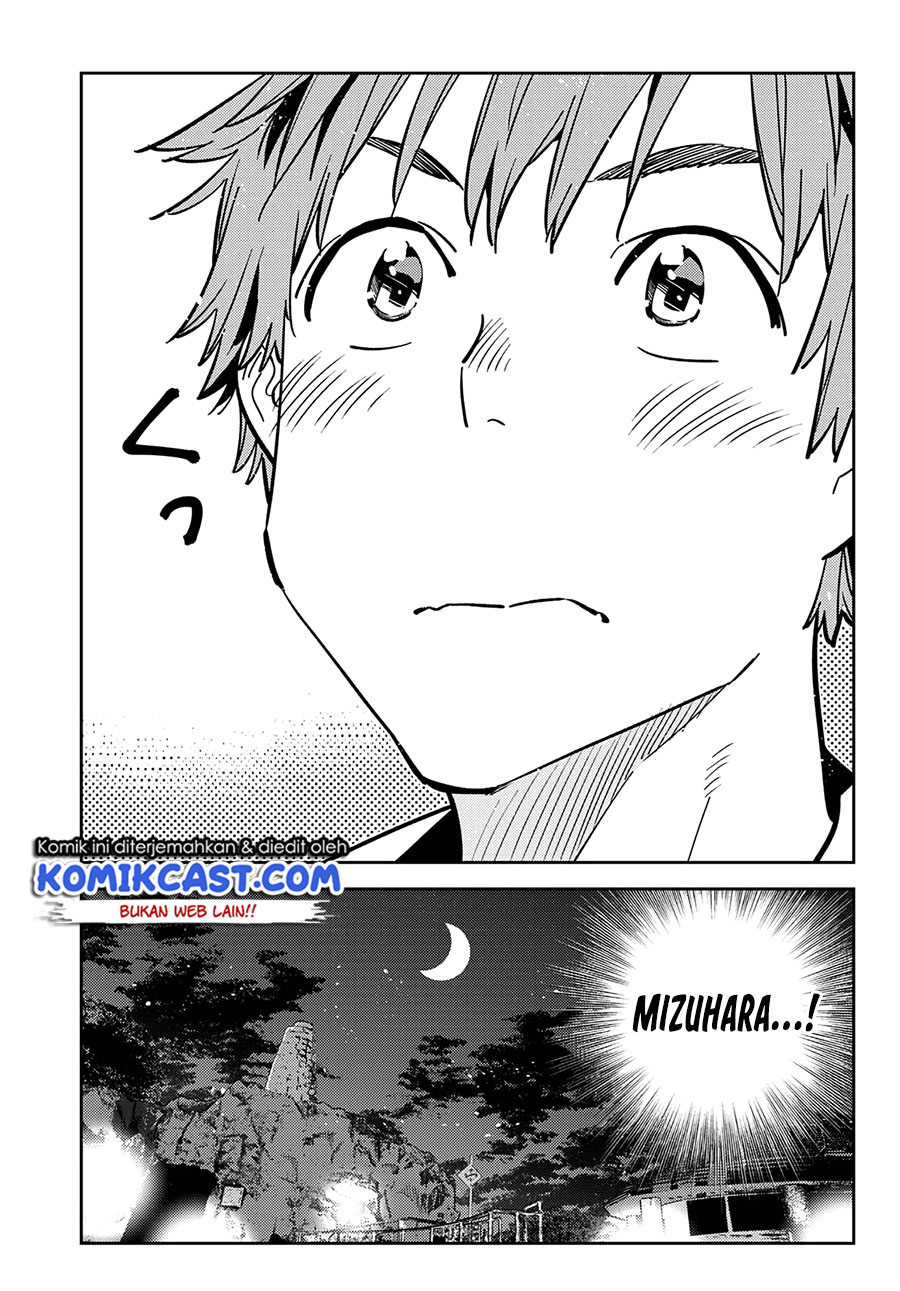 くっ
Komik ini diterjemahkan & diedit oleh
KOMIKCAST.COM
BUKAN WEB LAIN!!
MIZUHARA...!